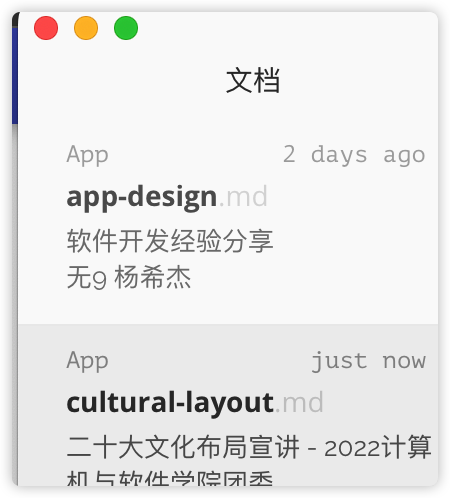 文档
App 2 days ago
app-design.md
软件开发经验分享
无9 杨希杰
App just now
cultural-layout.md
二十大文化布局宣讲 - 2022计算
机与软件学院团委